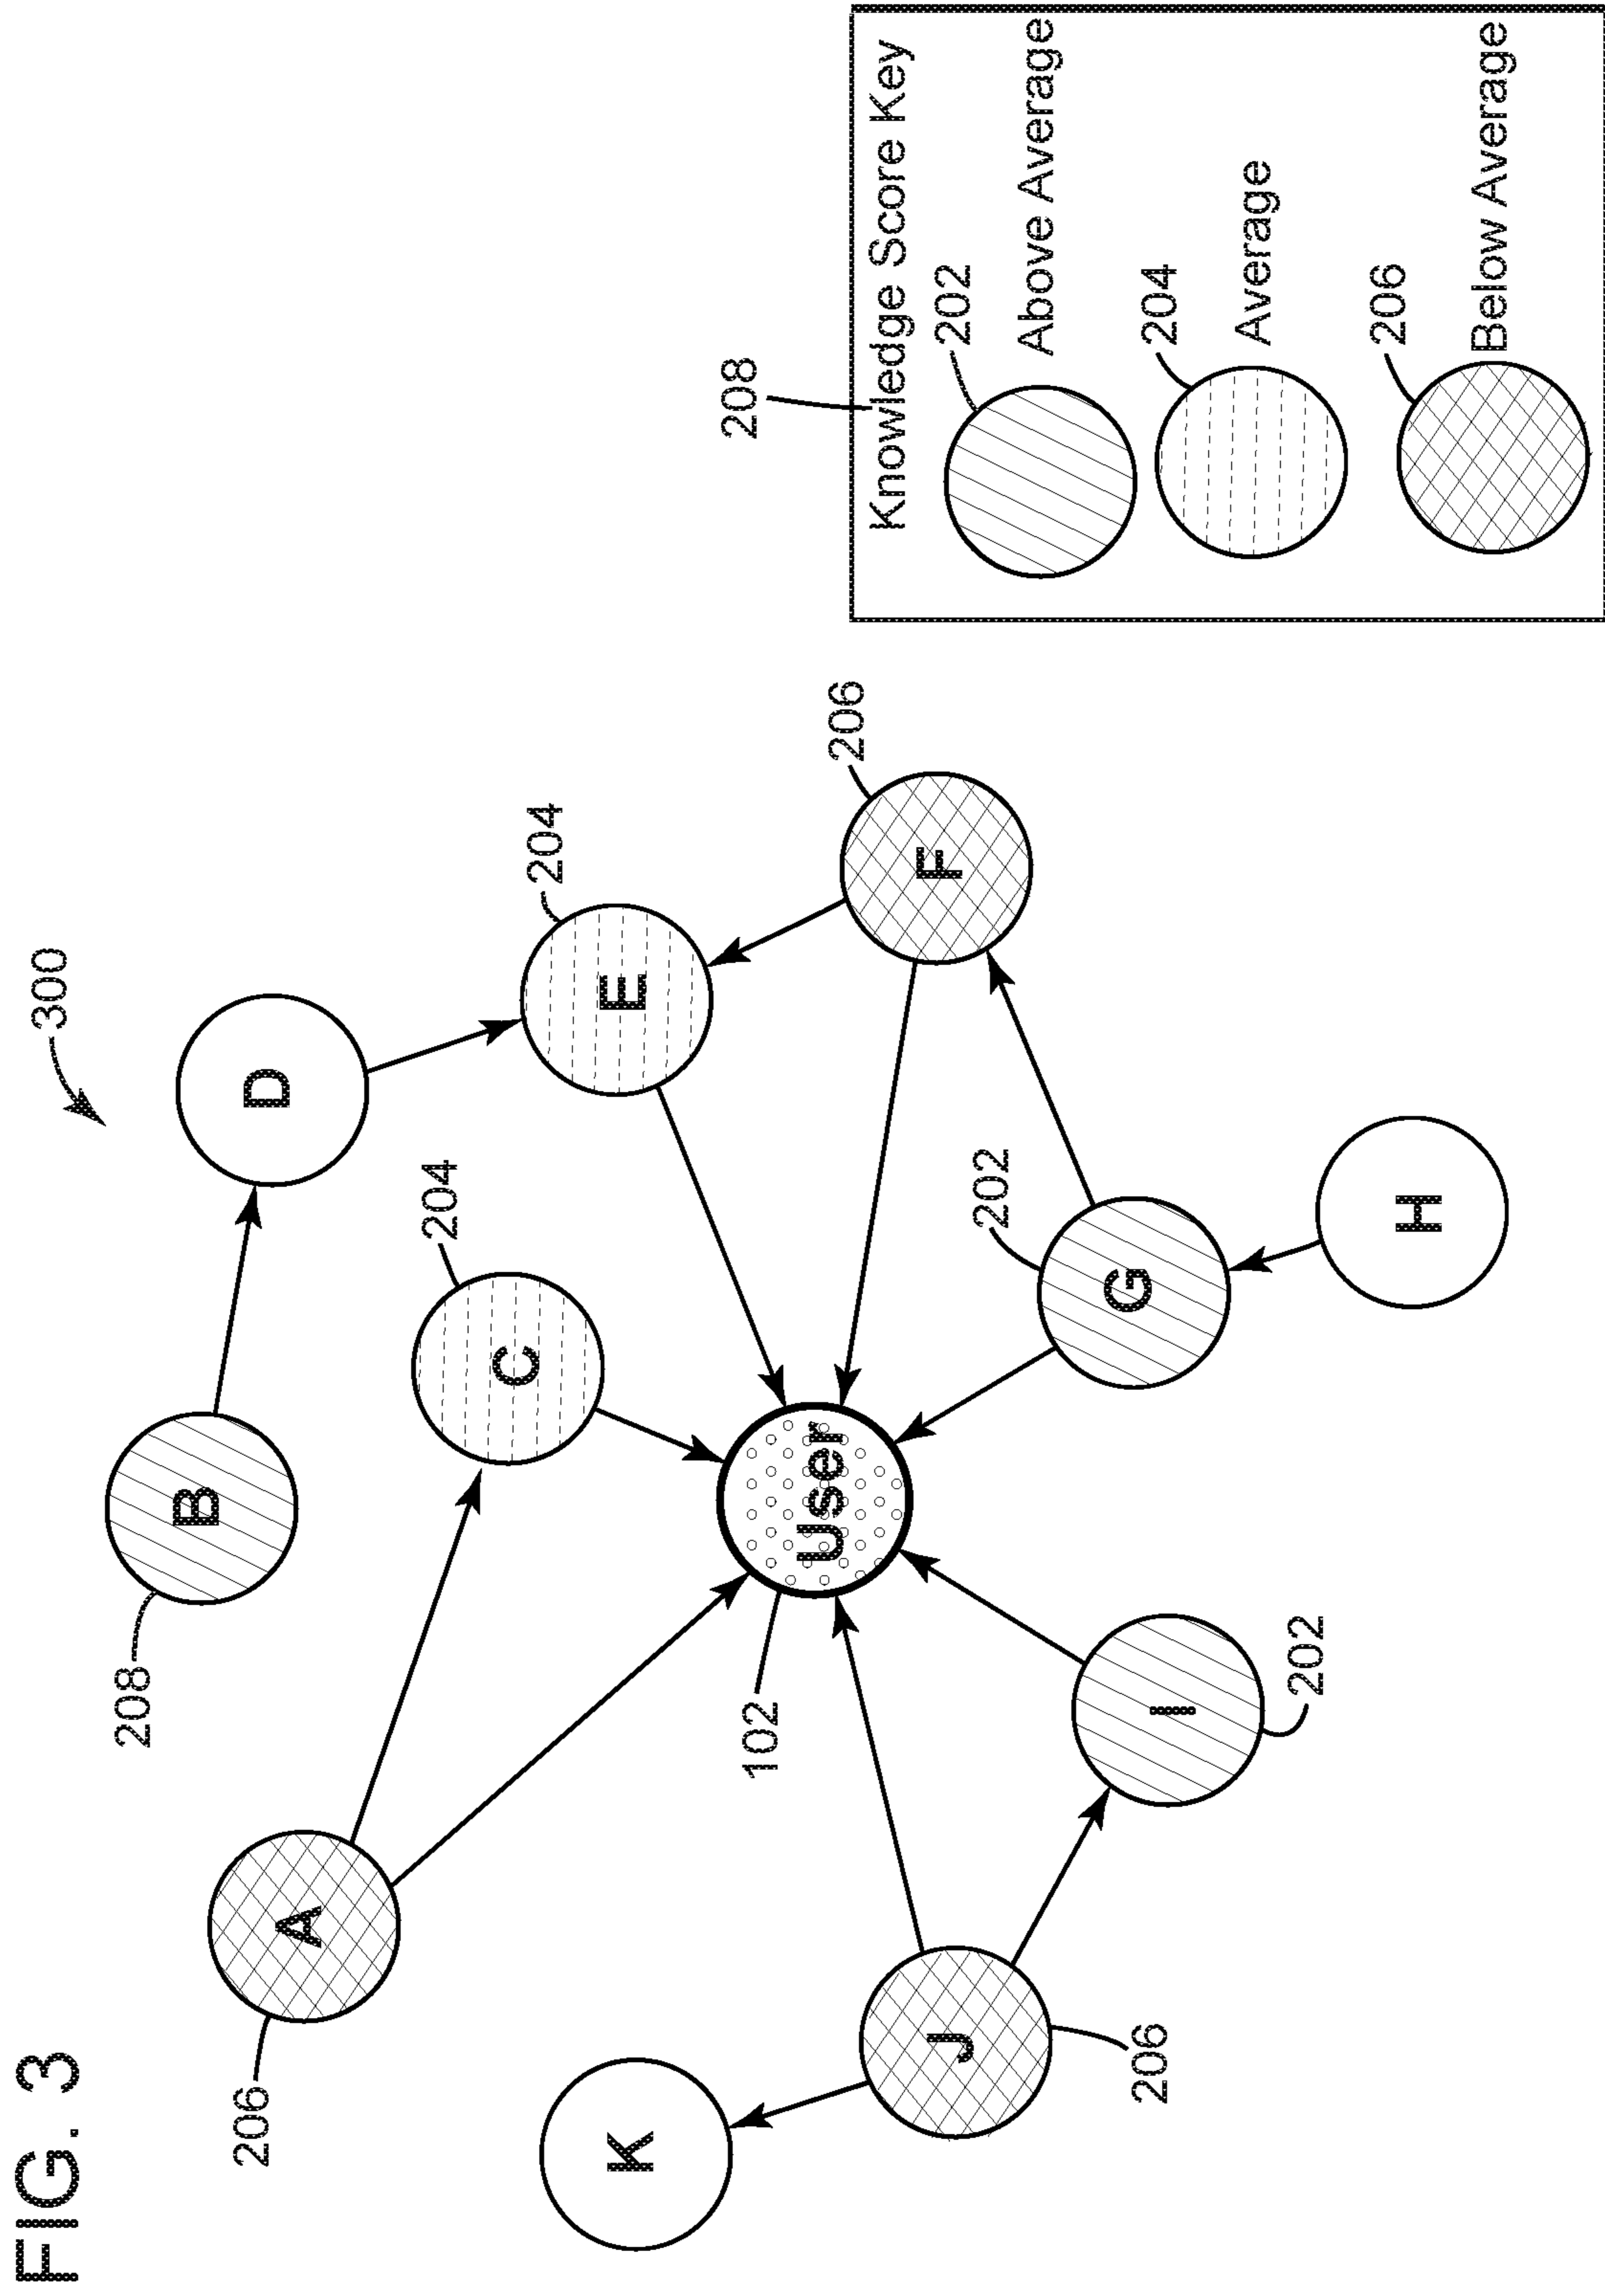 FIG. 3
300
208
B
D
206
A
204
C
204
E
K
102
User
206
F
J
206
202
G
I
202
H
208
Knowledge Score Key
202
Above Average
204
Average
206
Below Average